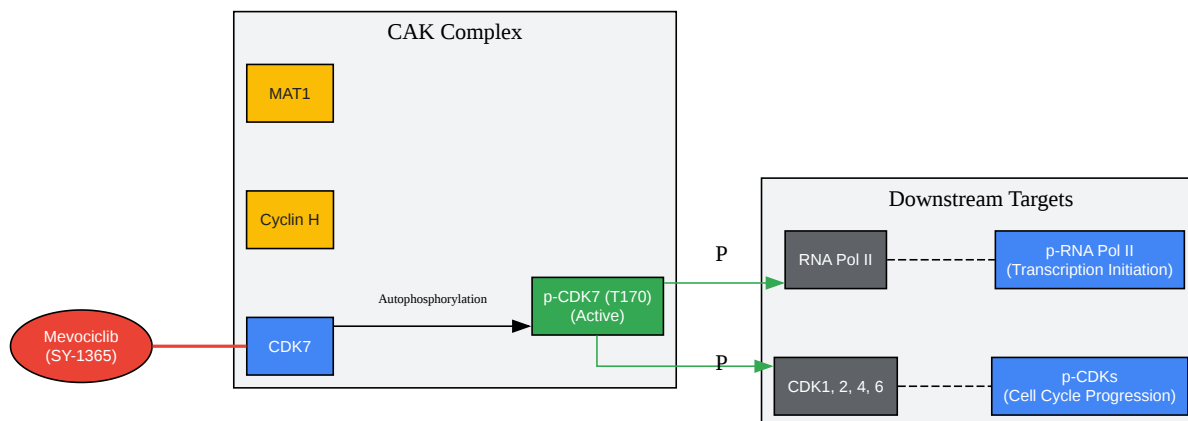 CAK Complex
MAT1
Cyclin H
Mevociclib
(SY-1365)
CDK7
Autophosphorylation
p-CDK7 (T170)
(Active)
P
P
Downstream Targets
RNA Pol II
p-RNA Pol II
(Transcription Initiation)
CDK1, 2, 4, 6
p-CDKs
(Cell Cycle Progression)